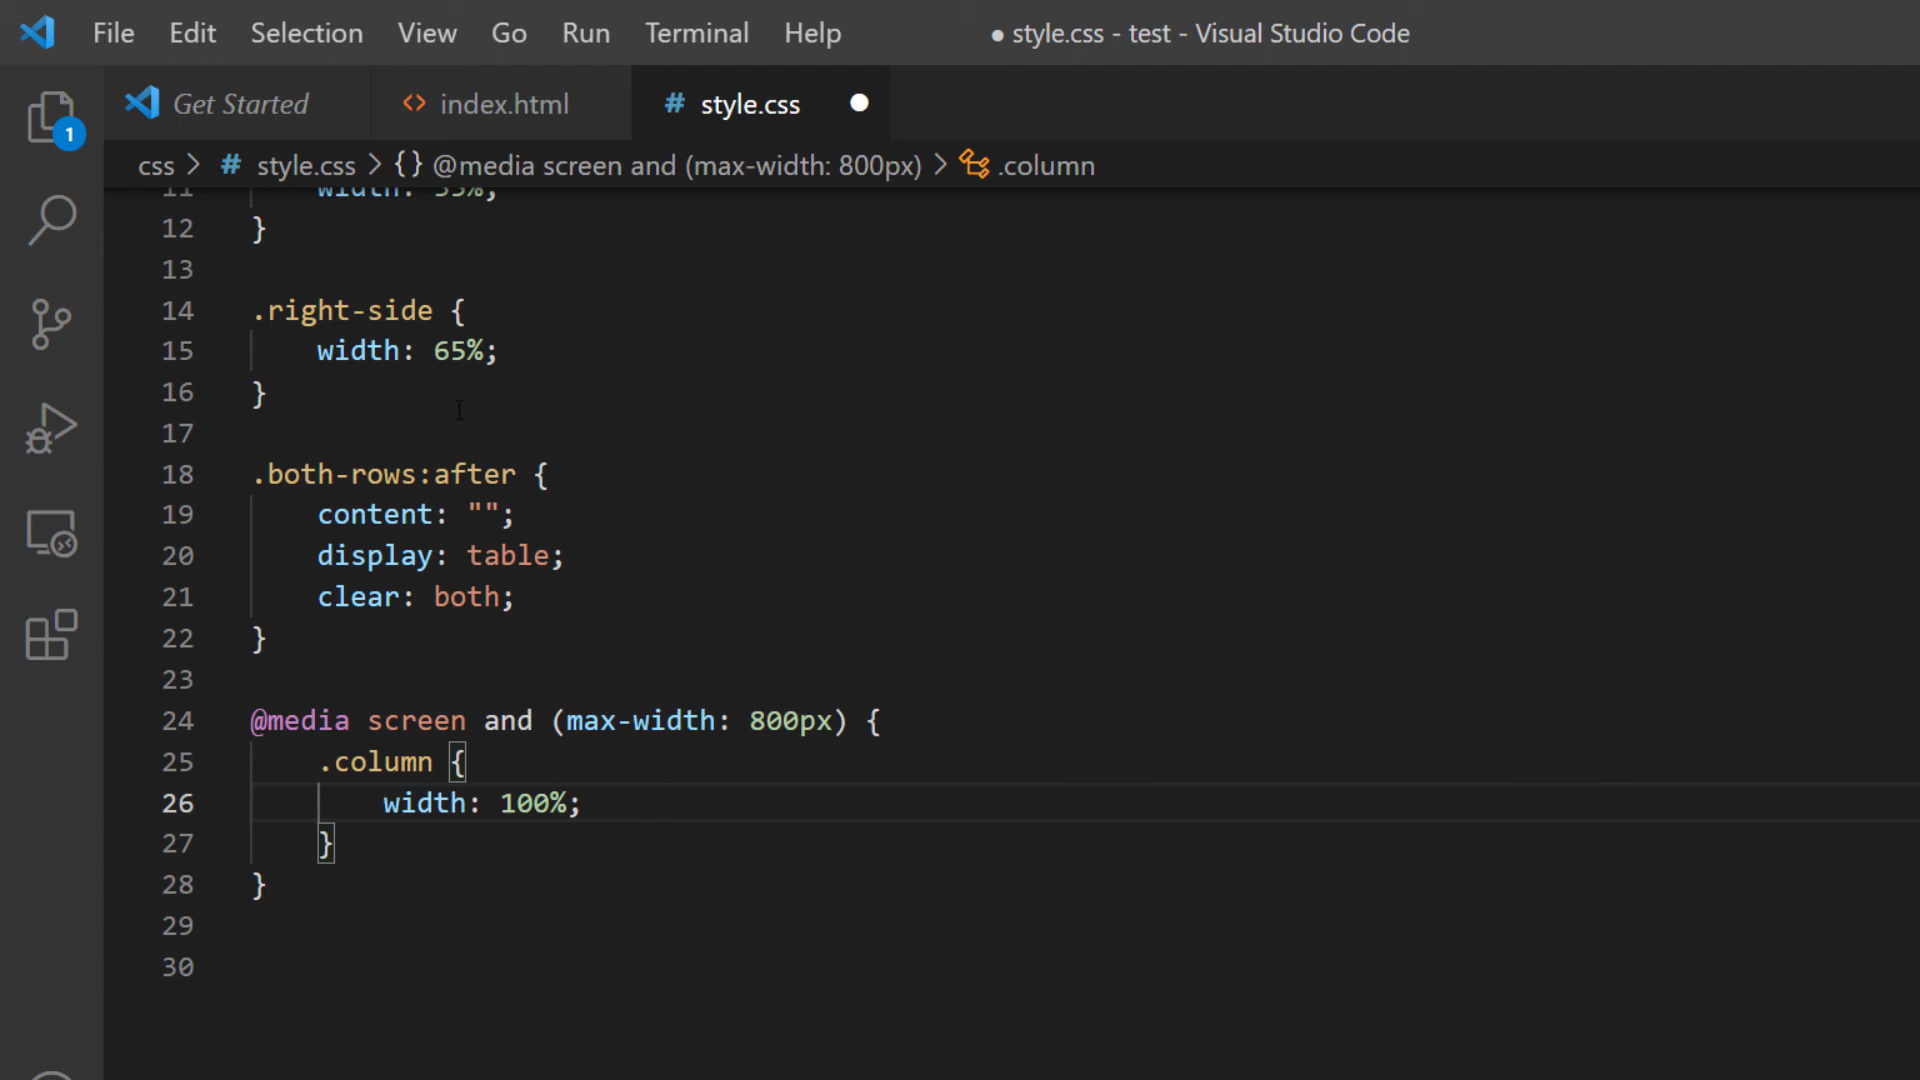 File Edit Selection View Go Run Terminal Help ● style.css - test - Visual Studio Code
1
Get Started <> index.html # style.css ●
css > # style.css > {} @media screen and (max-width: 800px) > .column
11 width:
12 }
13
14 .right-side {
15 width: 65%;
16 }
17
18 .both-rows:after {
19 content: "";
20 display: table;
21 clear: both;
22 }
23
24 @media screen and (max-width: 800px) {
25 .column {
26 width: 100%;
27 }
28 }
29
30